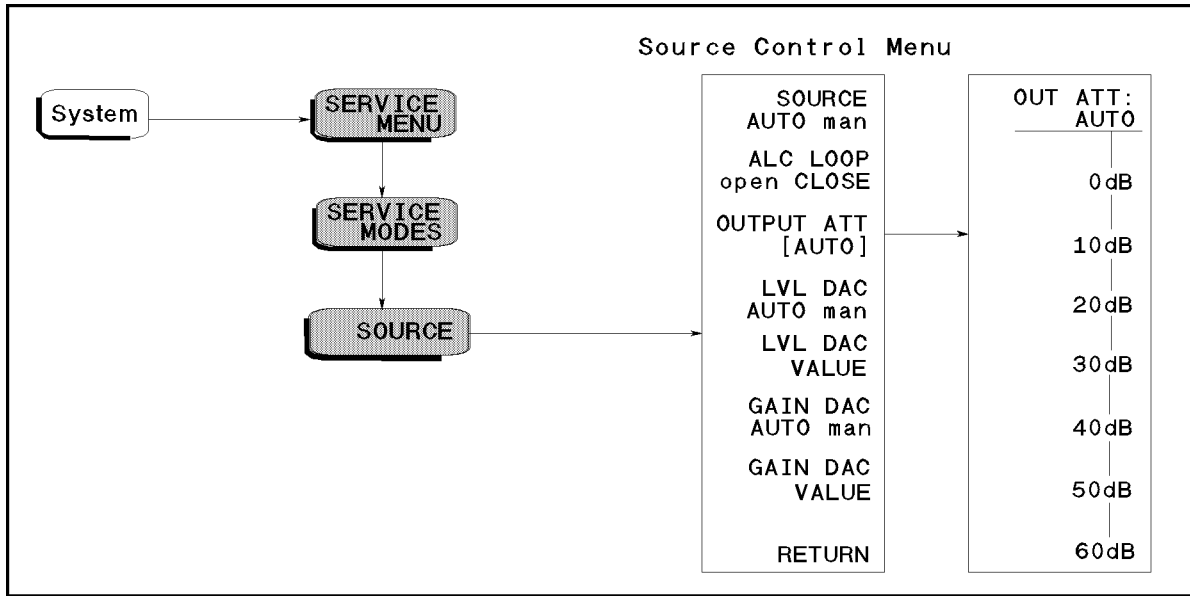 Source Control Menu
System
SERVICE
MENU
SERVICE
MODES
SOURCE
SOURCE
AUTO man
ALC LOOP
open CLOSE
OUTPUT ATT
[AUTO]
LVL DAC
AUTO man
LVL DAC
VALUE
GAIN DAC
AUTO man
GAIN DAC
VALUE
RETURN
OUT ATT:
AUTO
0dB
10dB
20dB
30dB
40dB
50dB
60dB